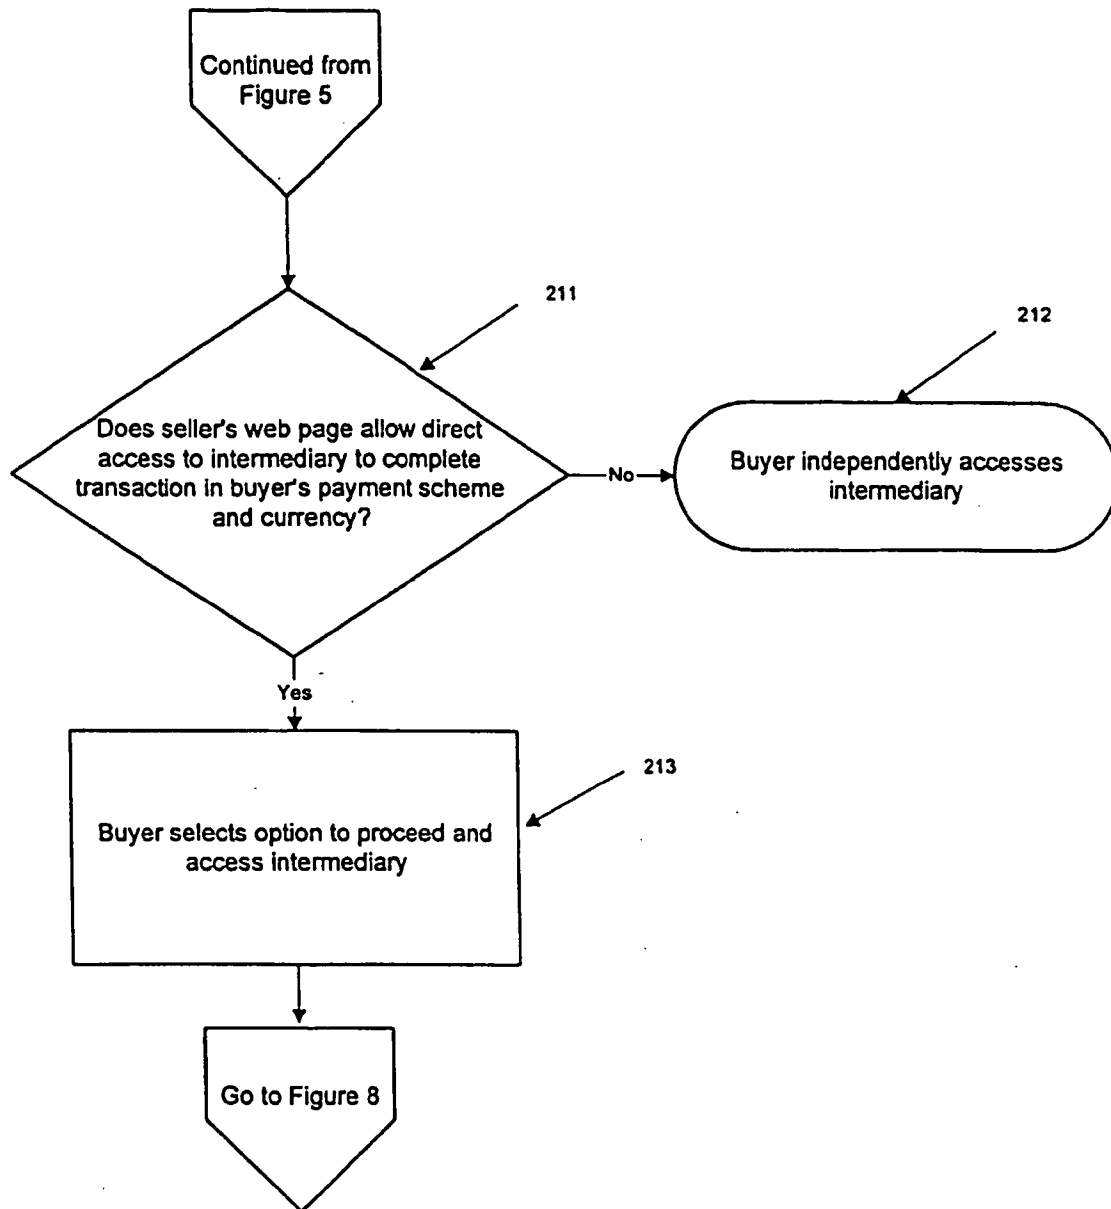 Continued from
Figure 5
211
212
Does seller's web page allow direct
access to intermediary to complete
transaction in buyer's payment scheme
and currency?
No
Buyer independently accesses
intermediary
Yes
213
Buyer selects option to proceed and
access intermediary
Go to Figure 8